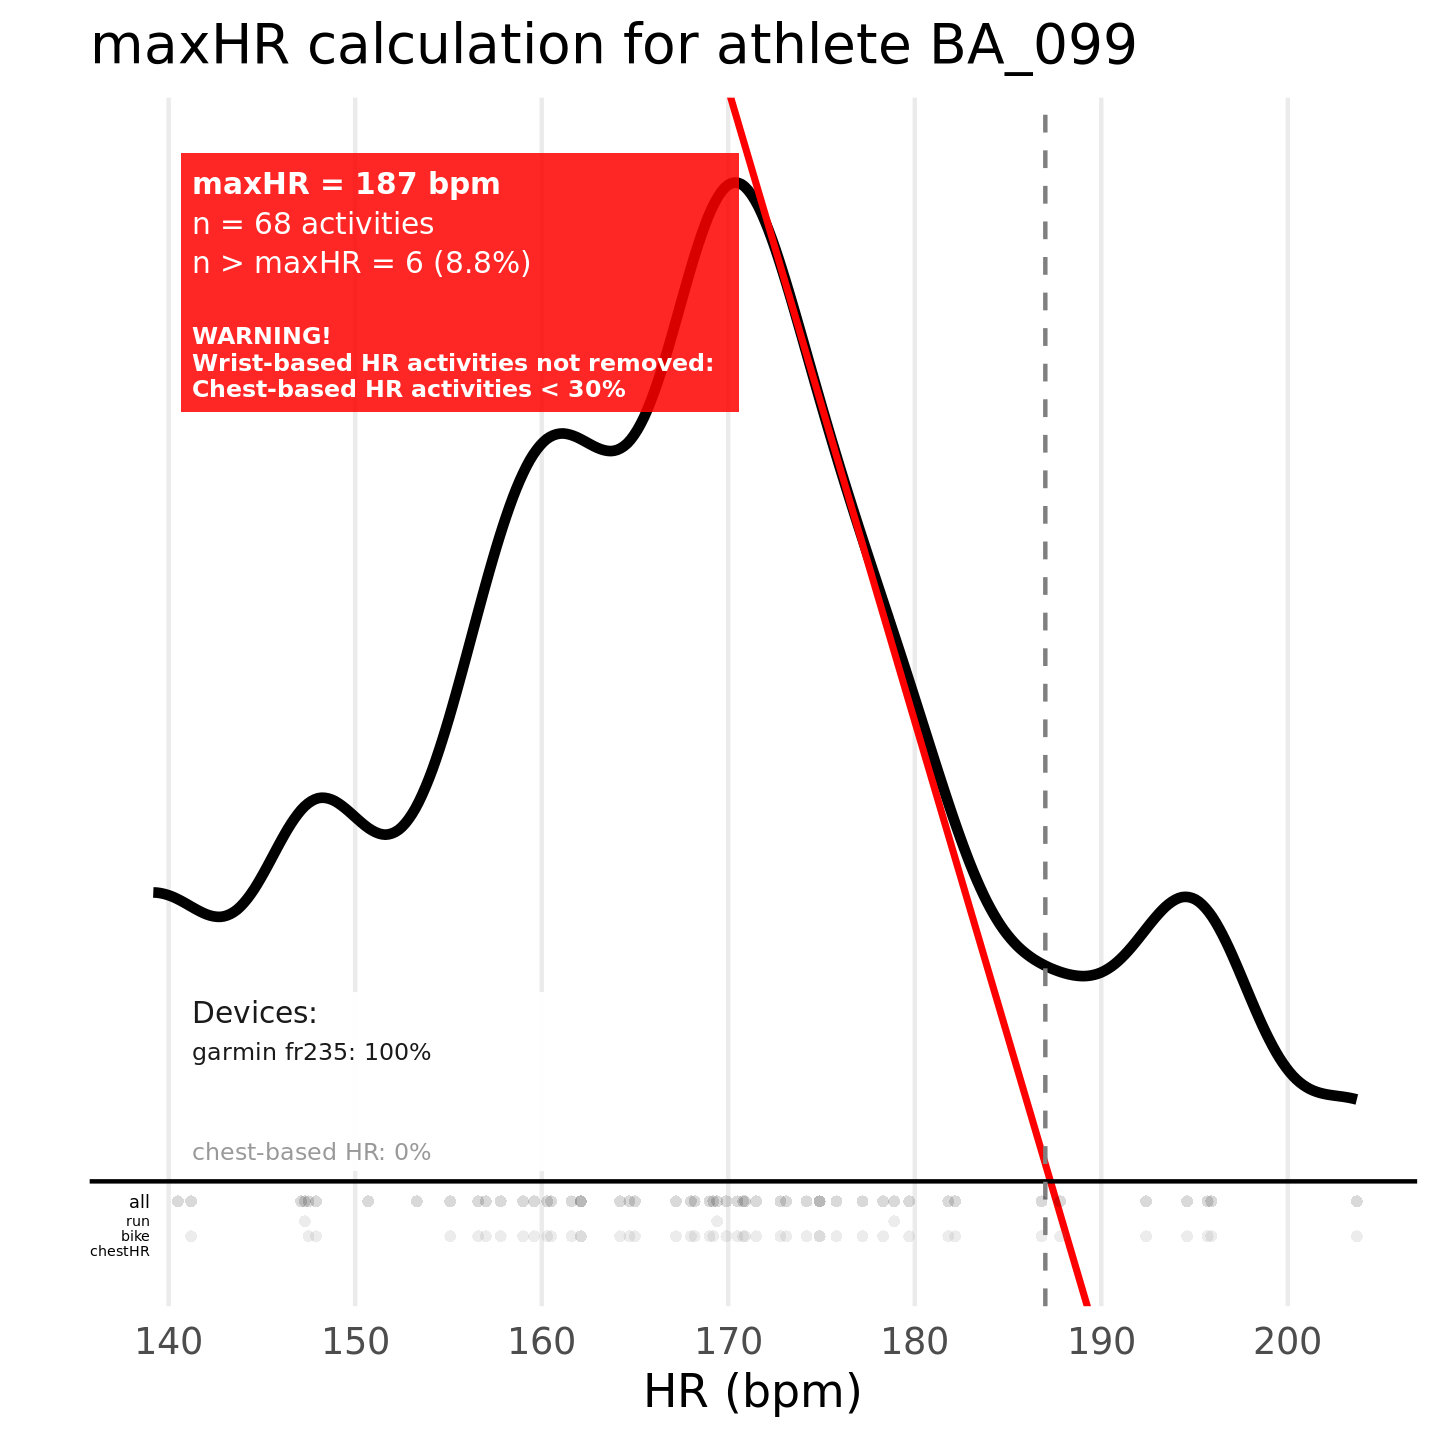 maxHR calculation for athlete BA_099
maxHR = 187 bpm
n = 68 activities
n > maxHR = 6 (8.8%)
WARNING!
Wrist-based HR activities not removed:
Chest-based HR activities < 30%
Devices:
garmin fr235: 100%
chest-based HR: 0%
all
run
bike
chestHR
140 150 160 170 180 190 200
HR (bpm)